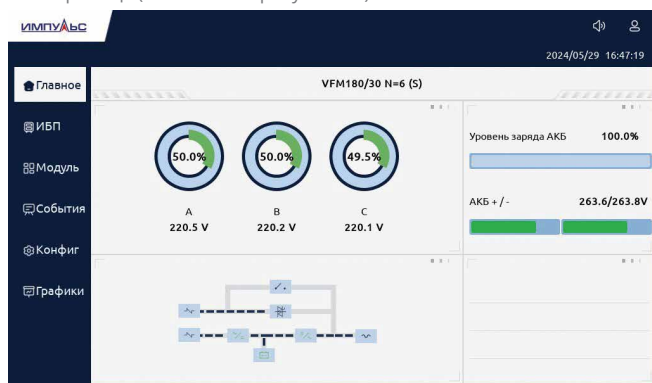 ИМПУЛЬС
2024/05/29 16:47:19
Главное
ИБП
Модуль
События
Конфиг
Графики
VFM180/30 N=6 (S)
50.0% 50.0% 49.5%
A B C
220.5 V 220.2 V 220.1 V
Уровень заряда АКБ 100.0%
АКБ + / - 263.6/263.8V